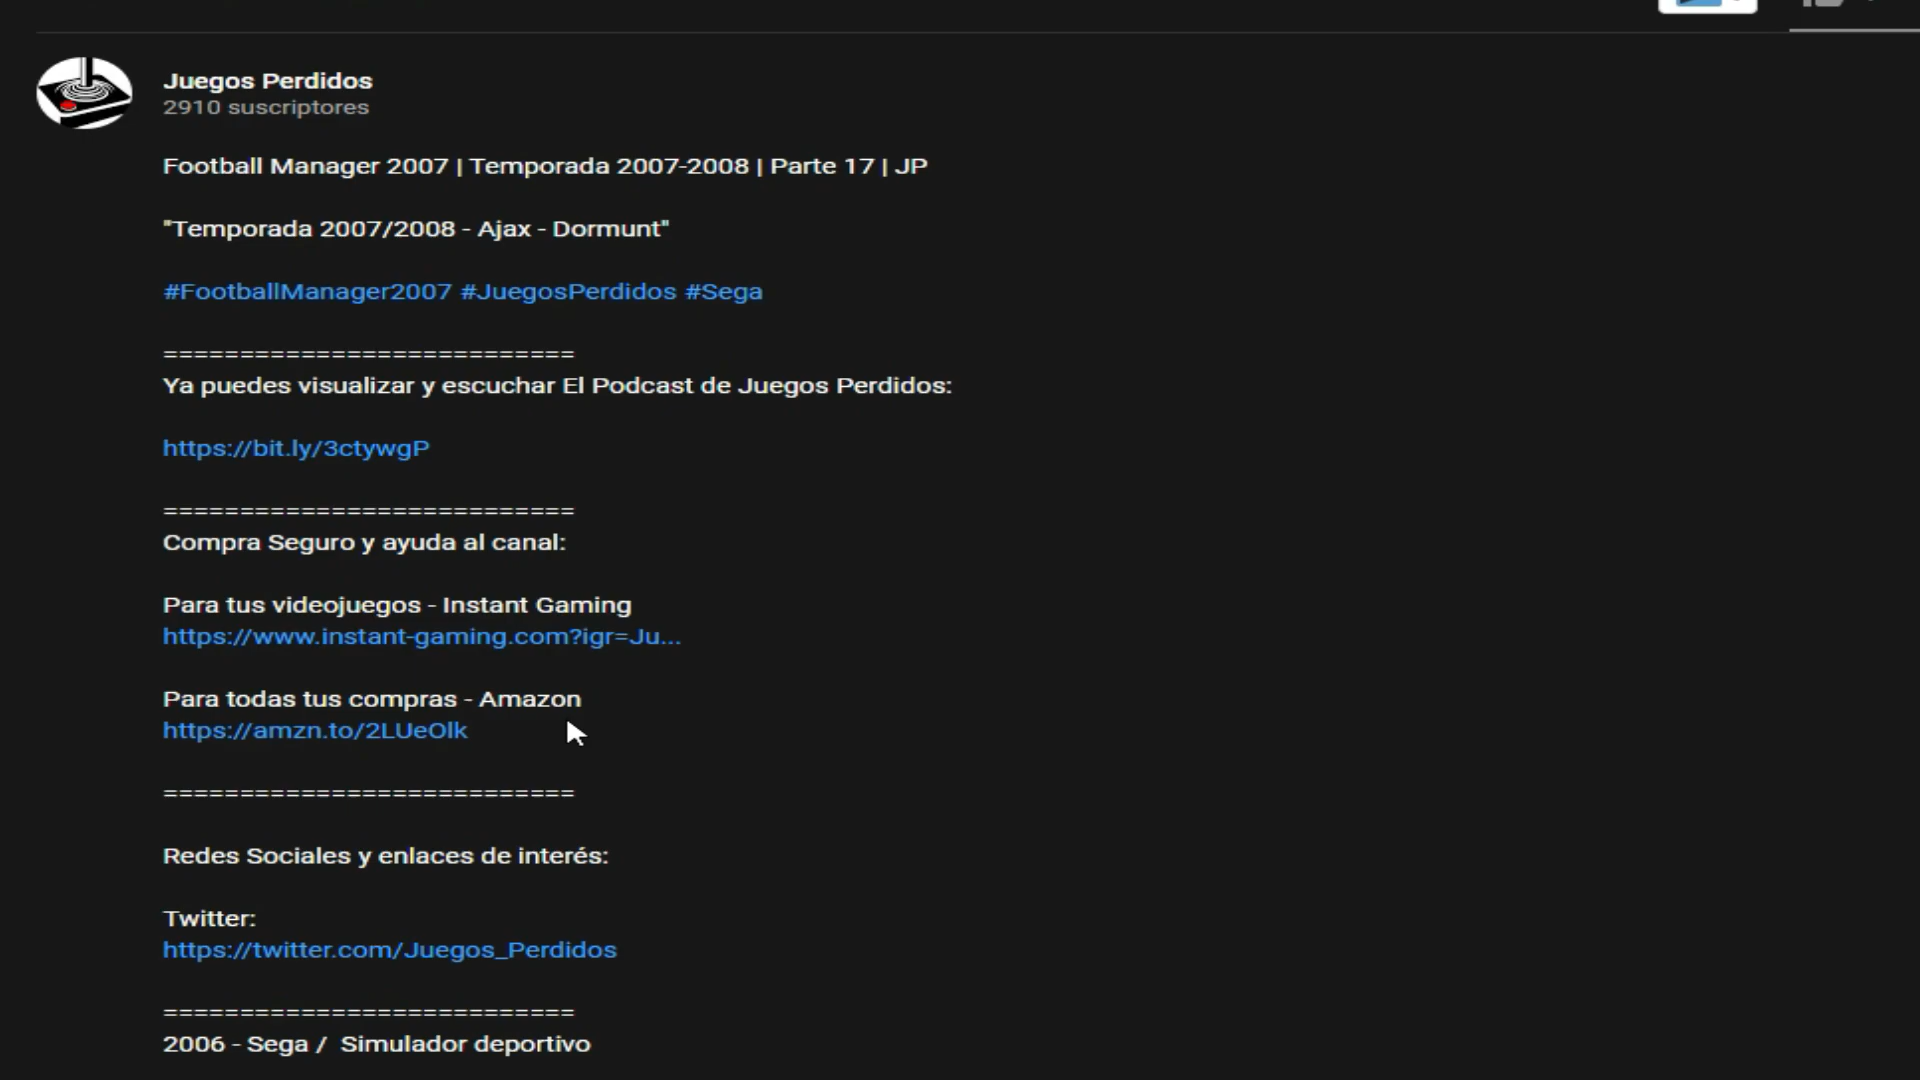 Juegos Perdidos
2910 suscriptores
Football Manager 2007 | Temporada 2007-2008 | Parte 17 | JP
"Temporada 2007/2008 - Ajax - Dormunt"
#FootballManager2007 #JuegosPerdidos #Sega
===========================
Ya puedes visualizar y escuchar El Podcast de Juegos Perdidos:
https://bit.ly/3ctywgP
===========================
Compra Seguro y ayuda al canal:
Para tus videojuegos - Instant Gaming
https://www.instant-gaming.com?igr=Ju...
Para todas tus compras - Amazon
https://amzn.to/2LUeOlk
===========================
Redes Sociales y enlaces de interés:
Twitter:
https://twitter.com/Juegos_Perdidos
===========================
2006 - Sega / Simulador deportivo